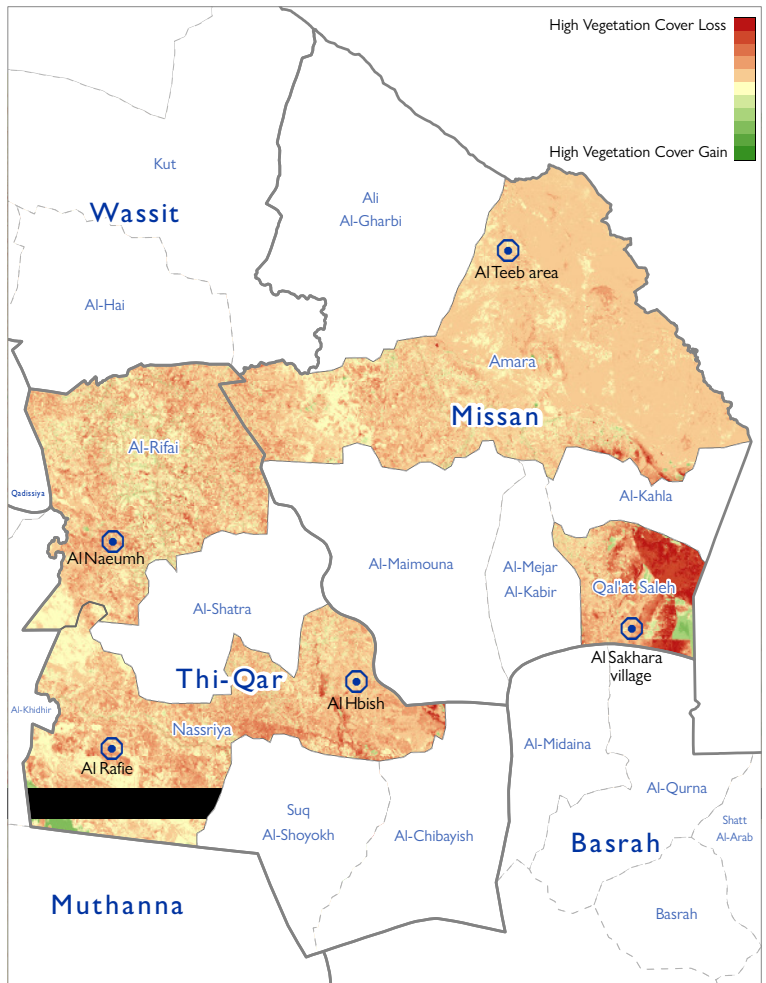 High Vegetation Cover Loss
High Vegetation Cover Gain
Kut
Wassit
Ali
Al-Gharbi
Al Teeb area
Al-Hai
Amara
Missan
Al-Rifai
Qadissiya
Al-Kahla
Al Naeumh
Al-Maimouna
Al-Mejar
Al-Kabir
Qal'at Saleh
Al-Shatra
Al Sakhara
village
Thi-Qar
Al Hbish
Al-Khidhir
Nassriya
Al-Midaina
Al Rafie
Al-Qurna
Suq
Al-Shoyokh
Al-Chibayish
Shatt
Al-Arab
Basrah
Muthanna
Basrah